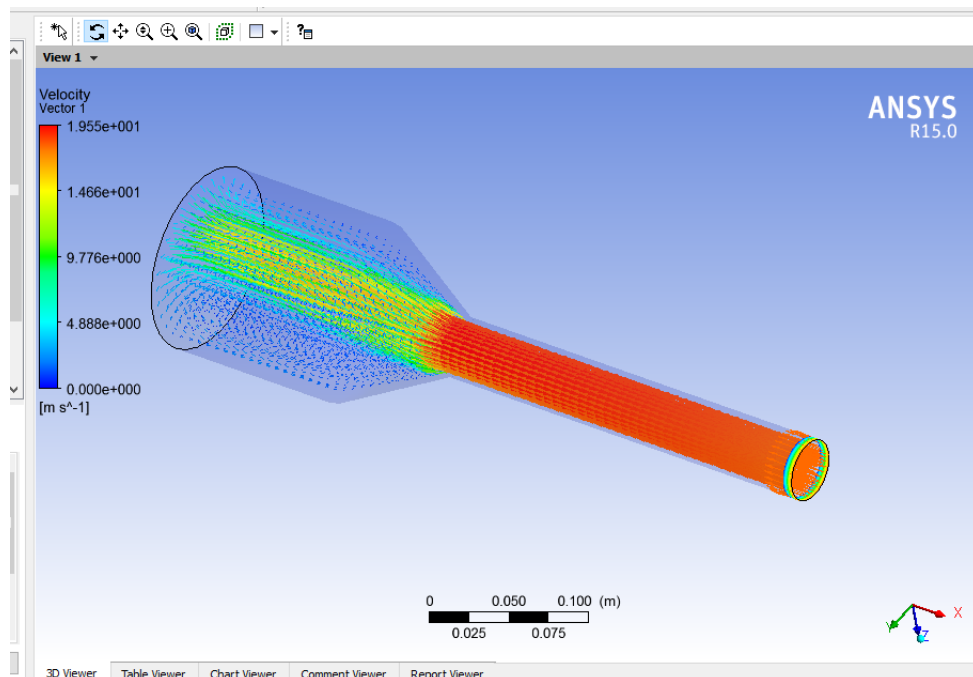 View 1
Velocity
Vector 1
1.955e+001
1.466e+001
9.776e+000
4.888e+000
0.000e+000
[m s^-1]
ANSYS
R15.0
0 0.050 0.100 (m)
0.025 0.075
X
Y
Z
3D Viewer Table Viewer Chart Viewer Comment Viewer Report Viewer